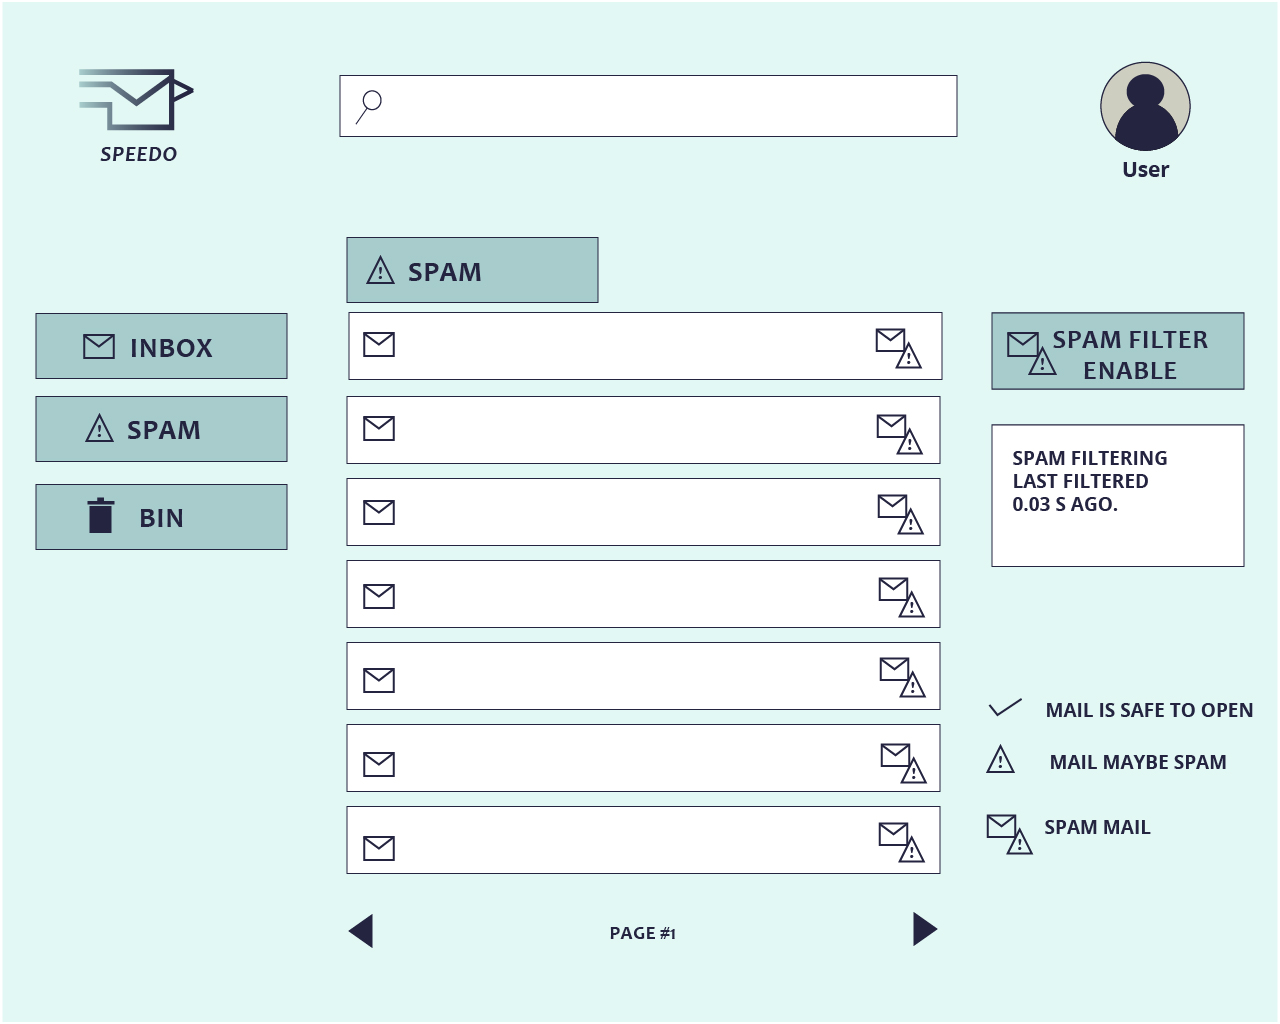 SPEEDO
User
SPAM
INBOX
SPAM
BIN
SPAM FILTER
ENABLE
SPAM FILTERING
LAST FILTERED
0.03 S AGO.
MAIL IS SAFE TO OPEN
MAIL MAYBE SPAM
SPAM MAIL
PAGE #1